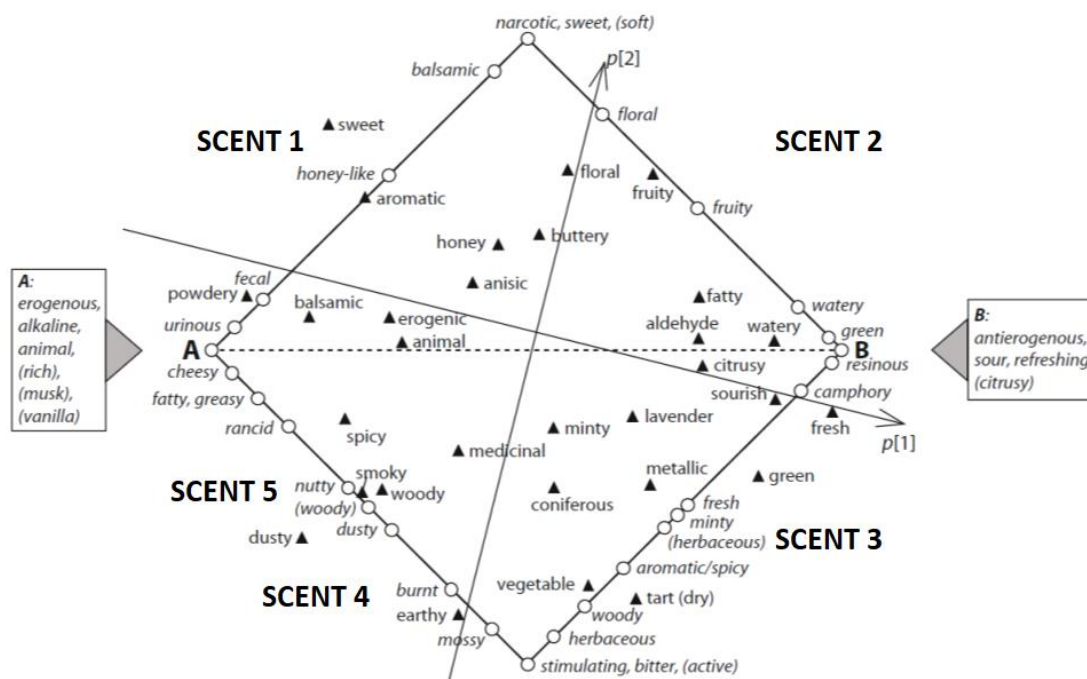 narcotic, sweet, (soft)
p[2]
balsamic
floral
sweet
SCENT 1
SCENT 2
honey-like
floral
fruity
aromatic
fruity
honey
buttery
A:
erogenous,
alkaline,
animal,
(rich),
(musk),
(vanilla)
fecal
powdery
anisic
balsamic
erogenic
fatty
watery
urinous
animal
aldehyde
watery
green
A
B
B:
antierogenous,
sour, refreshing
(citrusy)
cheesy
citrusy
resinous
fatty, greasy
sourish
camphory
rancid
spicy
minty
lavender
fresh
p[1]
medicinal
smoky
metallic
SCENT 5
nutty
(woody)
woody
coniferous
green
fresh
minty
(herbaceous)
SCENT 3
dusty
dusty
aromatic/spicy
SCENT 4
burnt
vegetable
tart (dry)
earthy
woody
mossy
herbaceous
stimulating, bitter, (active)